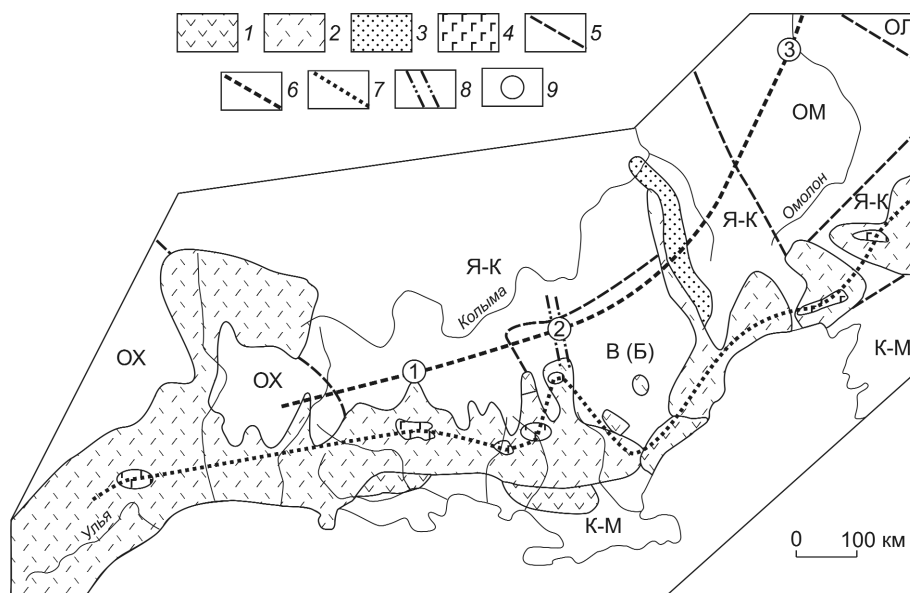 1 2 3 4 5
6 7 8 9
3
ОЛ
ОМ
Омолон
Я-К
Я-К
Я-К
Колыма
ОХ
ОХ
1
2
В (Б)
К-М
К-М
Улья
0 100 км